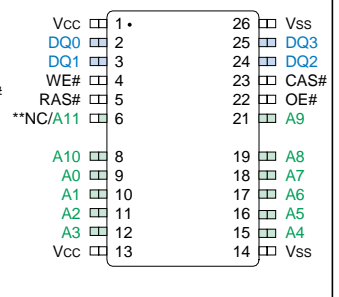 Vcc 1 26 Vss
DQ0 2 25 DQ3
DQ1 3 24 DQ2
WE# 4 23 CAS#
RAS# 5 22 OE#
**NC/A11 6 21 A9
A10 8 19 A8
A0 9 18 A7
A1 10 17 A6
A2 11 16 A5
A3 12 15 A4
Vcc 13 14 Vss